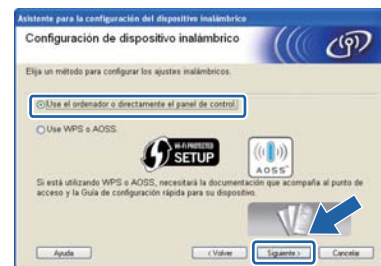 Asistente para la configuración del dispositivo inalámbrico
Configuración de dispositivo inalámbrico
Elija un método para configurar los ajustes inalámbricos.
Use el ordenador o directamente el panel de control.
Use WPS o AOSS.
Wi-Fi PROTECTED
SETUP
AOSS
Si está utilizando WPS o AOSS, necesitará la documentación que acompaña al punto de
acceso y la Guía de configuración rápida para su dispositivo.
Ayuda
< Volver
Siguiente >
Cancelar